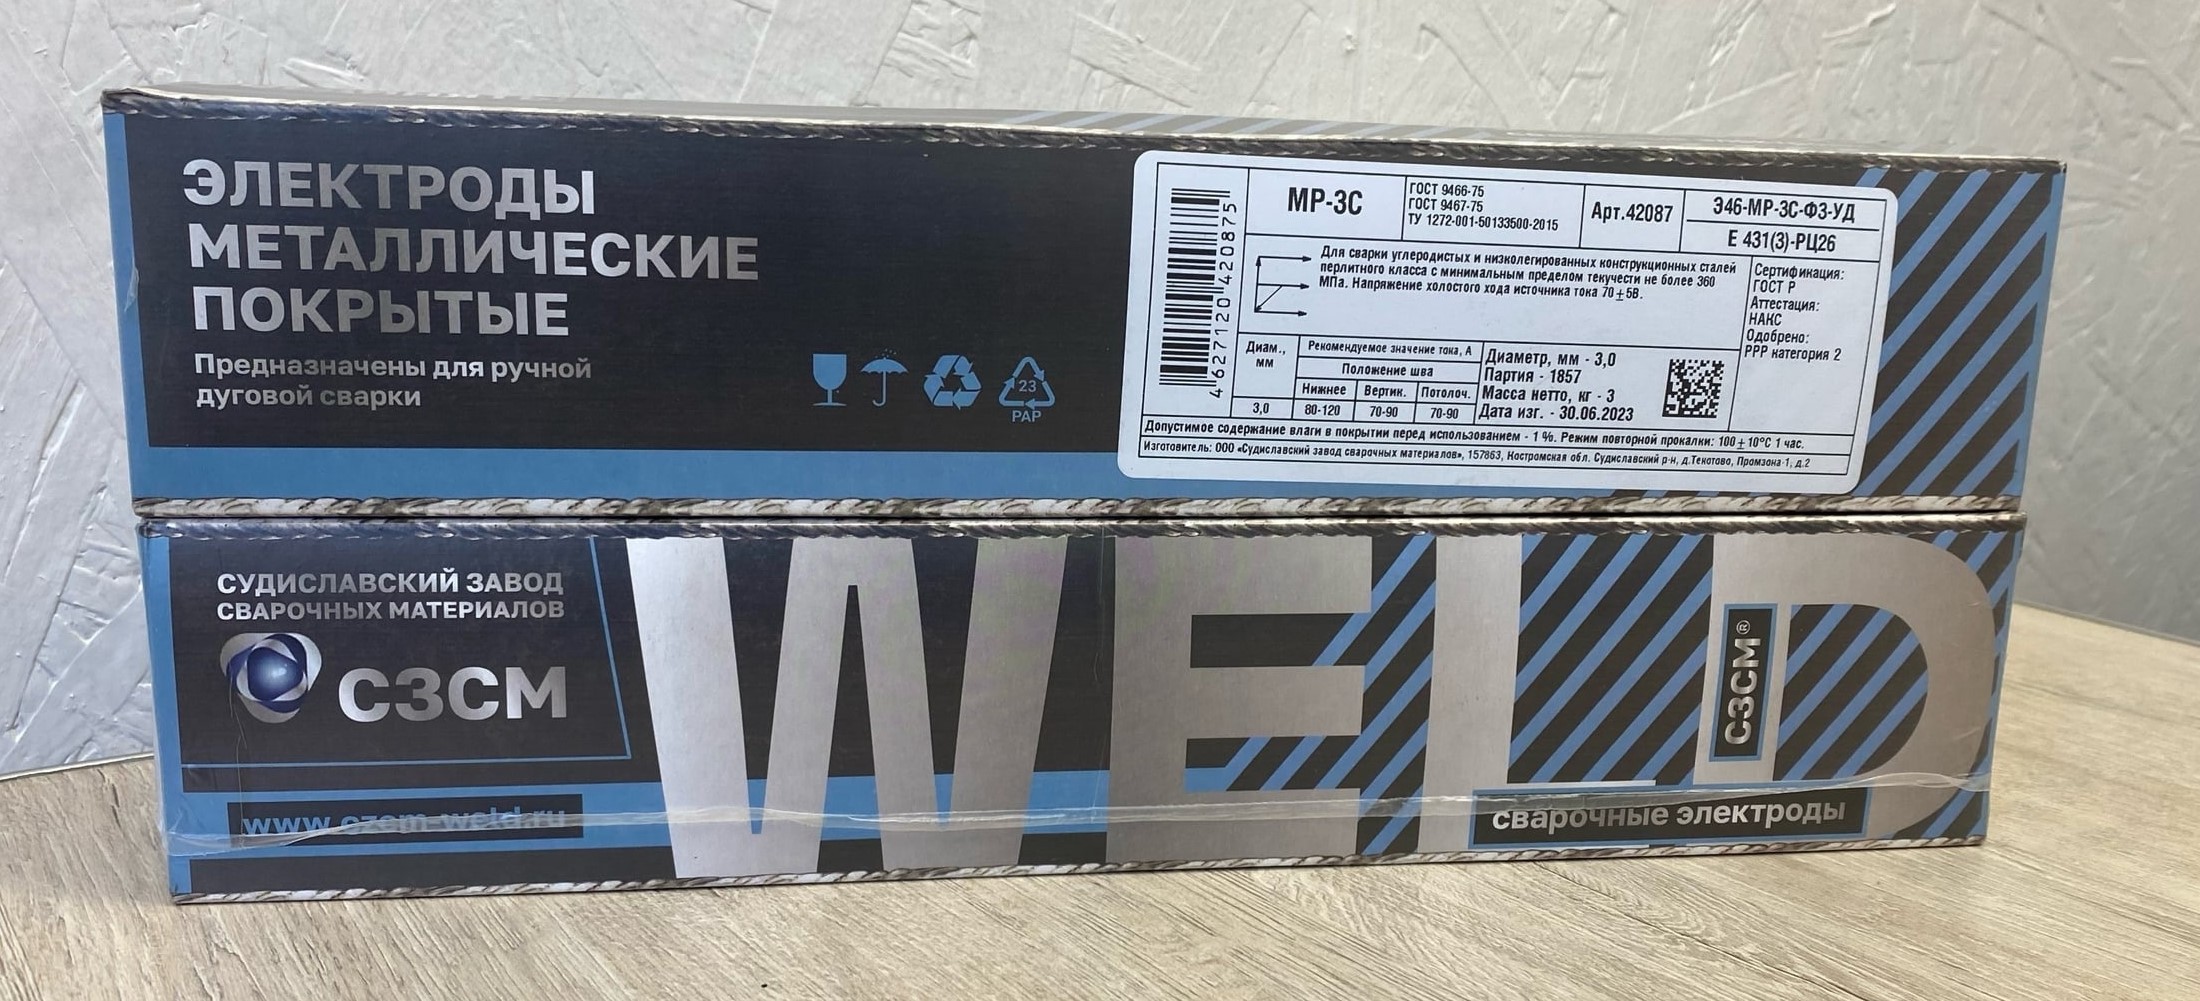 ЭЛЕКТРОДЫ
МЕТАЛЛИЧЕСКИЕ
ПОКРЫТЫЕ
Предназначены для ручной
дуговой сварки
23
PAP
4627120420875
МР-3С
ГОСТ 9466-75
ГОСТ 9467-75
ТУ 1272-001-50133500-2015
Арт.42087
Э46-МР-3С-Ф3-УД
Е 431(3)-РЦ26
Для сварки углеродистых и низколегированных конструкционных сталей
перлитного класса с минимальным пределом текучести не более 360
МПа. Напряжение холостого хода источника тока 70±5В.
Сертификация:
ГОСТ Р
Аттестация:
НАКС
Одобрено:
РРР категория 2
Диам.,
мм
Рекомендуемое значение тока, А
Положение шва
Нижнее Вертик. Потолоч.
3,0 80-120 70-90 70-90
Диаметр, мм - 3,0
Партия - 1857
Масса нетто, кг - 3
Дата изг. - 30.06.2023
Допустимое содержание влаги в покрытии перед использованием - 1 %. Режим повторной прокалки: 100±10°С 1 час.
Изготовитель: ООО «Судиславский завод сварочных материалов», 157863, Костромская обл. Судиславский р-н, д.Текотово, Промзона-1, д.2
СУДИСЛАВСКИЙ ЗАВОД
СВАРОЧНЫХ МАТЕРИАЛОВ
СЗСМ
www.czcm-weld.ru
WELD
СЗСМ®
сварочные электроды